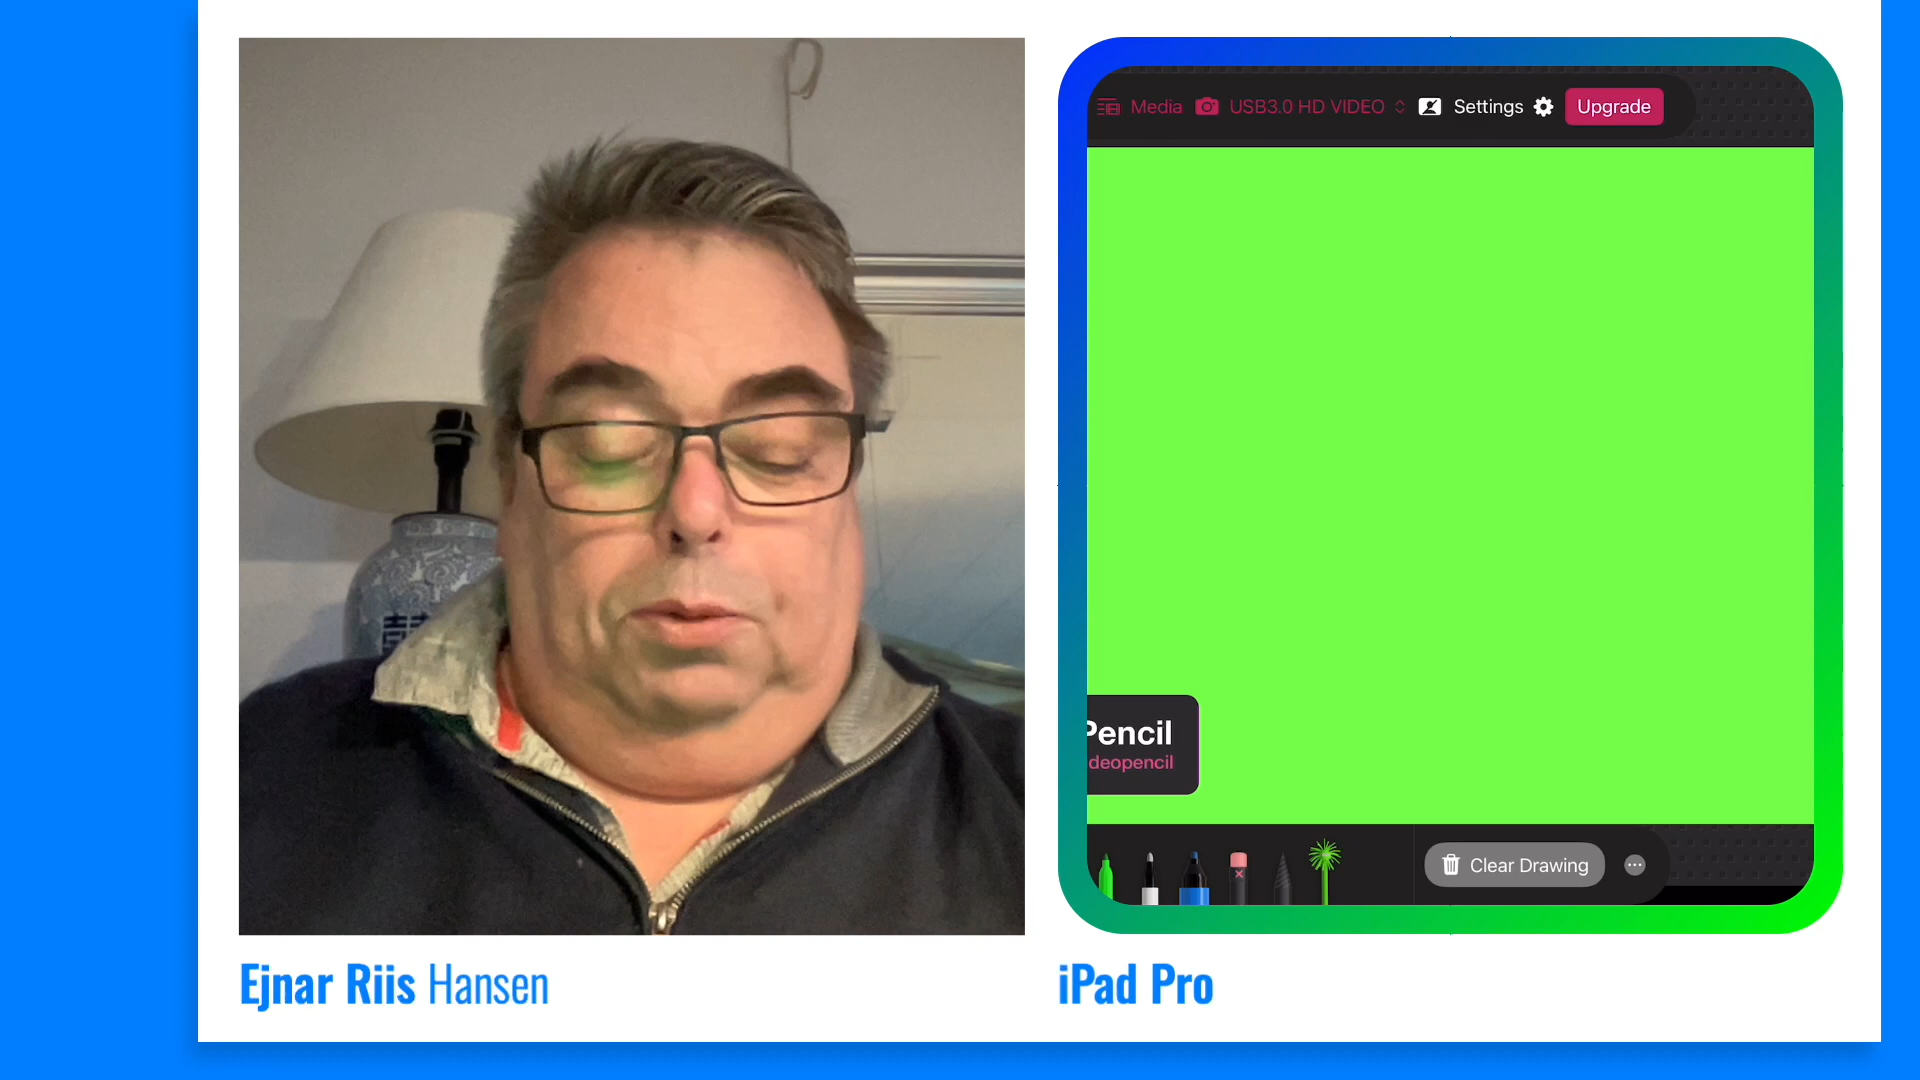 Media USB3.0 HD VIDEO Settings Upgrade
Pencil
deopencil
Clear Drawing
Ejnar Riis Hansen
iPad Pro